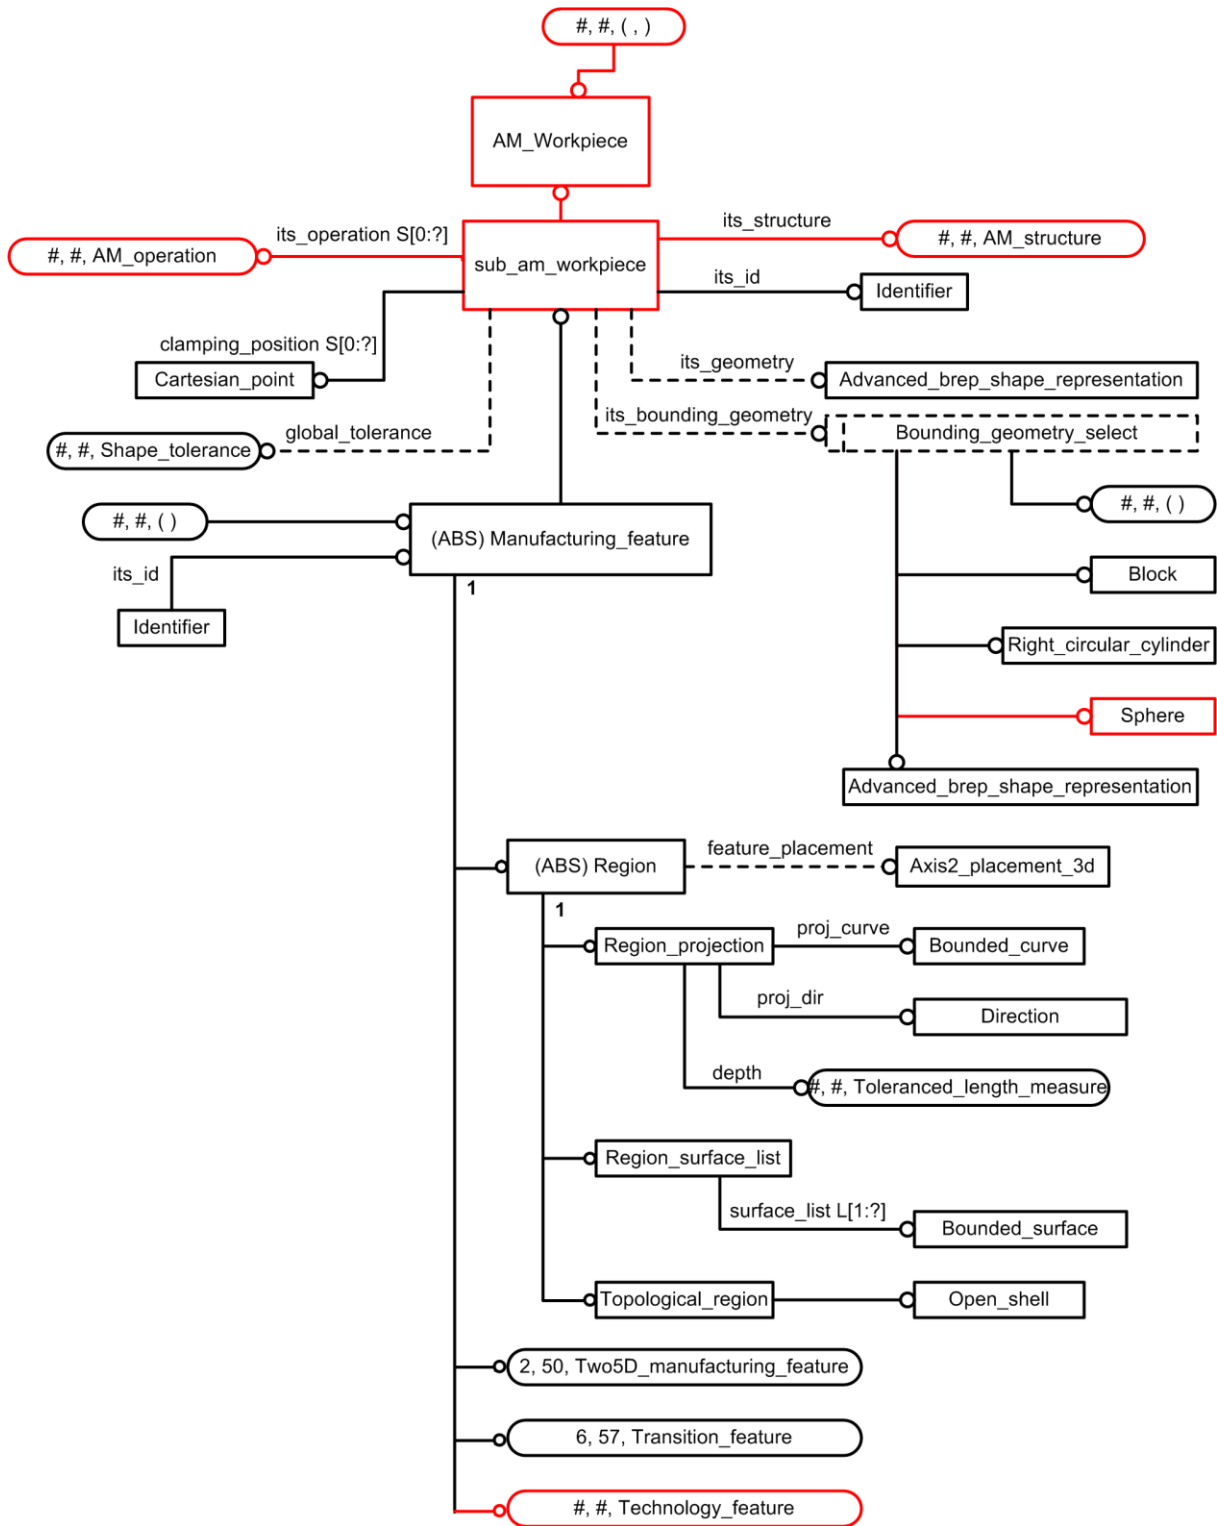 #, #, ( , )
AM_Workpiece
its_operation S[0:?]
its_structure
#, #, AM_operation
sub_am_workpiece
#, #, AM_structure
its_id
Identifier
clamping_position S[0:?]
Cartesian_point
its_geometry
Advanced_brep_shape_representation
its_bounding_geometry
Bounding_geometry_select
global_tolerance
#, #, Shape_tolerance
#, #, ( )
#, #, ( )
(ABS) Manufacturing_feature
its_id
1
Identifier
Block
Right_circular_cylinder
Sphere
Advanced_brep_shape_representation
(ABS) Region
feature_placement
Axis2_placement_3d
1
Region_projection
proj_curve
Bounded_curve
proj_dir
Direction
depth
#, #, Toleranced_length_measure
Region_surface_list
surface_list L[1:?]
Bounded_surface
Topological_region
Open_shell
2, 50, Two5D_manufacturing_feature
6, 57, Transition_feature
#, #, Technology_feature